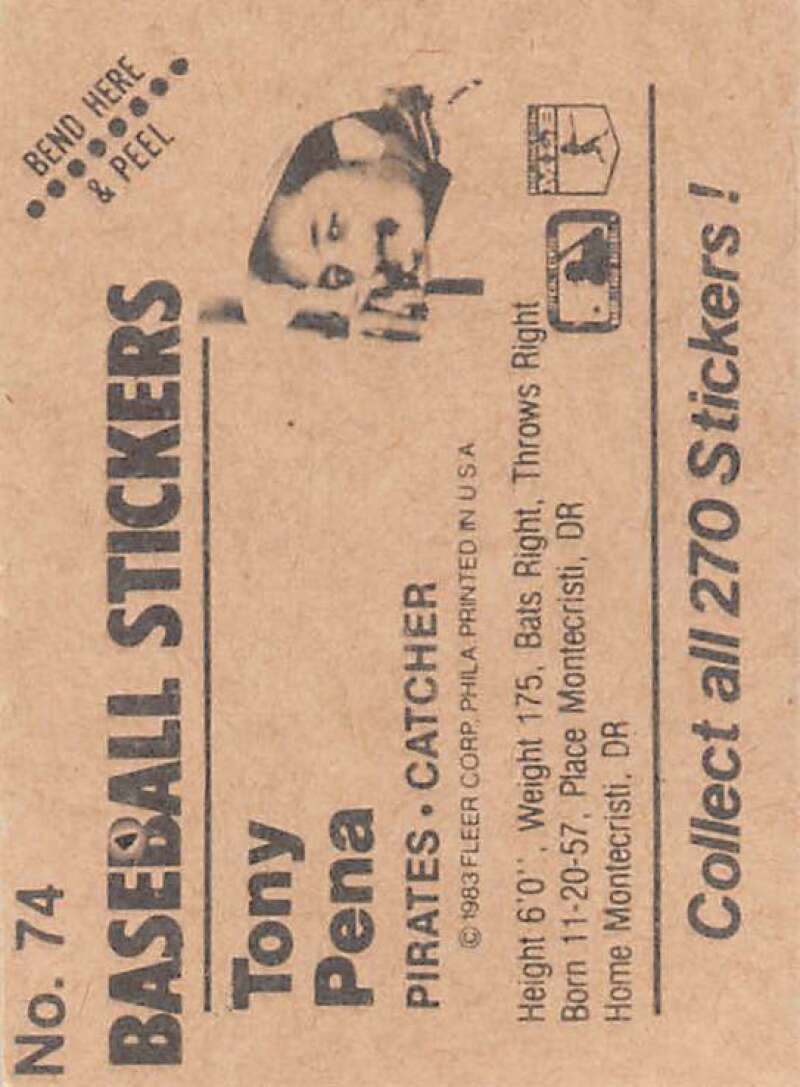 No. 74
BEND HERE
& PEEL
BASEBALL STICKERS
Tony
Pena
PIRATES • CATCHER
© 1983 FLEER CORP. PHILA. PRINTED IN U S A
Height 6'0'', Weight 175, Bats Right, Throws Right
Born 11-20-57, Place Montecristi, DR
Home Montecristi, DR
Collect all 270 Stickers!